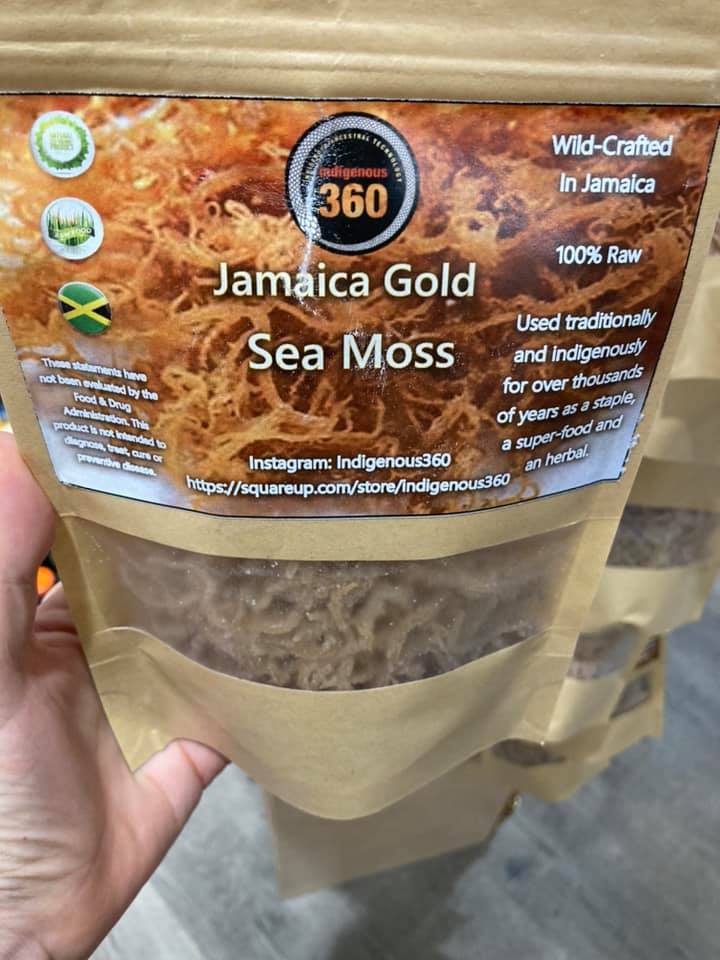 ANCESTRAL TECHNOLOGY
Indigenous
360
Jamaica Gold
Sea Moss
Wild-Crafted
In Jamaica
100% Raw
Used traditionally
and indigenously
for over thousands
of years as a staple,
a super-food and
an herbal.
These statements have
not been evaluated by the
Food & Drug
Administration. This
product is not intended to
diagnose, treat, cure or
preventive disease.
Instagram: Indigenous360
https://squareup.com/store/indigenous360